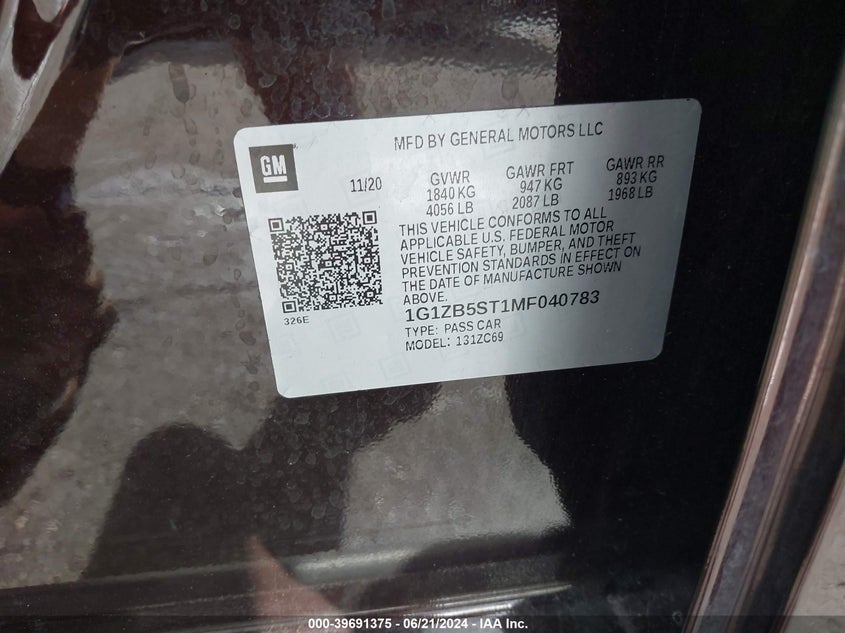 MFD BY GENERAL MOTORS LLC
GM
11/20
GVWR GAWR FRT GAWR RR
1840 KG 947 KG 893 KG
4056 LB 2087 LB 1968 LB
THIS VEHICLE CONFORMS TO ALL
APPLICABLE U.S. FEDERAL MOTOR
VEHICLE SAFETY, BUMPER, AND THEFT
PREVENTION STANDARDS IN EFFECT ON
THE DATE OF MANUFACTURE SHOWN
ABOVE.
326E
1G1ZB5ST1MF040783
TYPE: PASS CAR
MODEL: 131ZC69
000-39691375 - 06/21/2024 - IAA Inc.